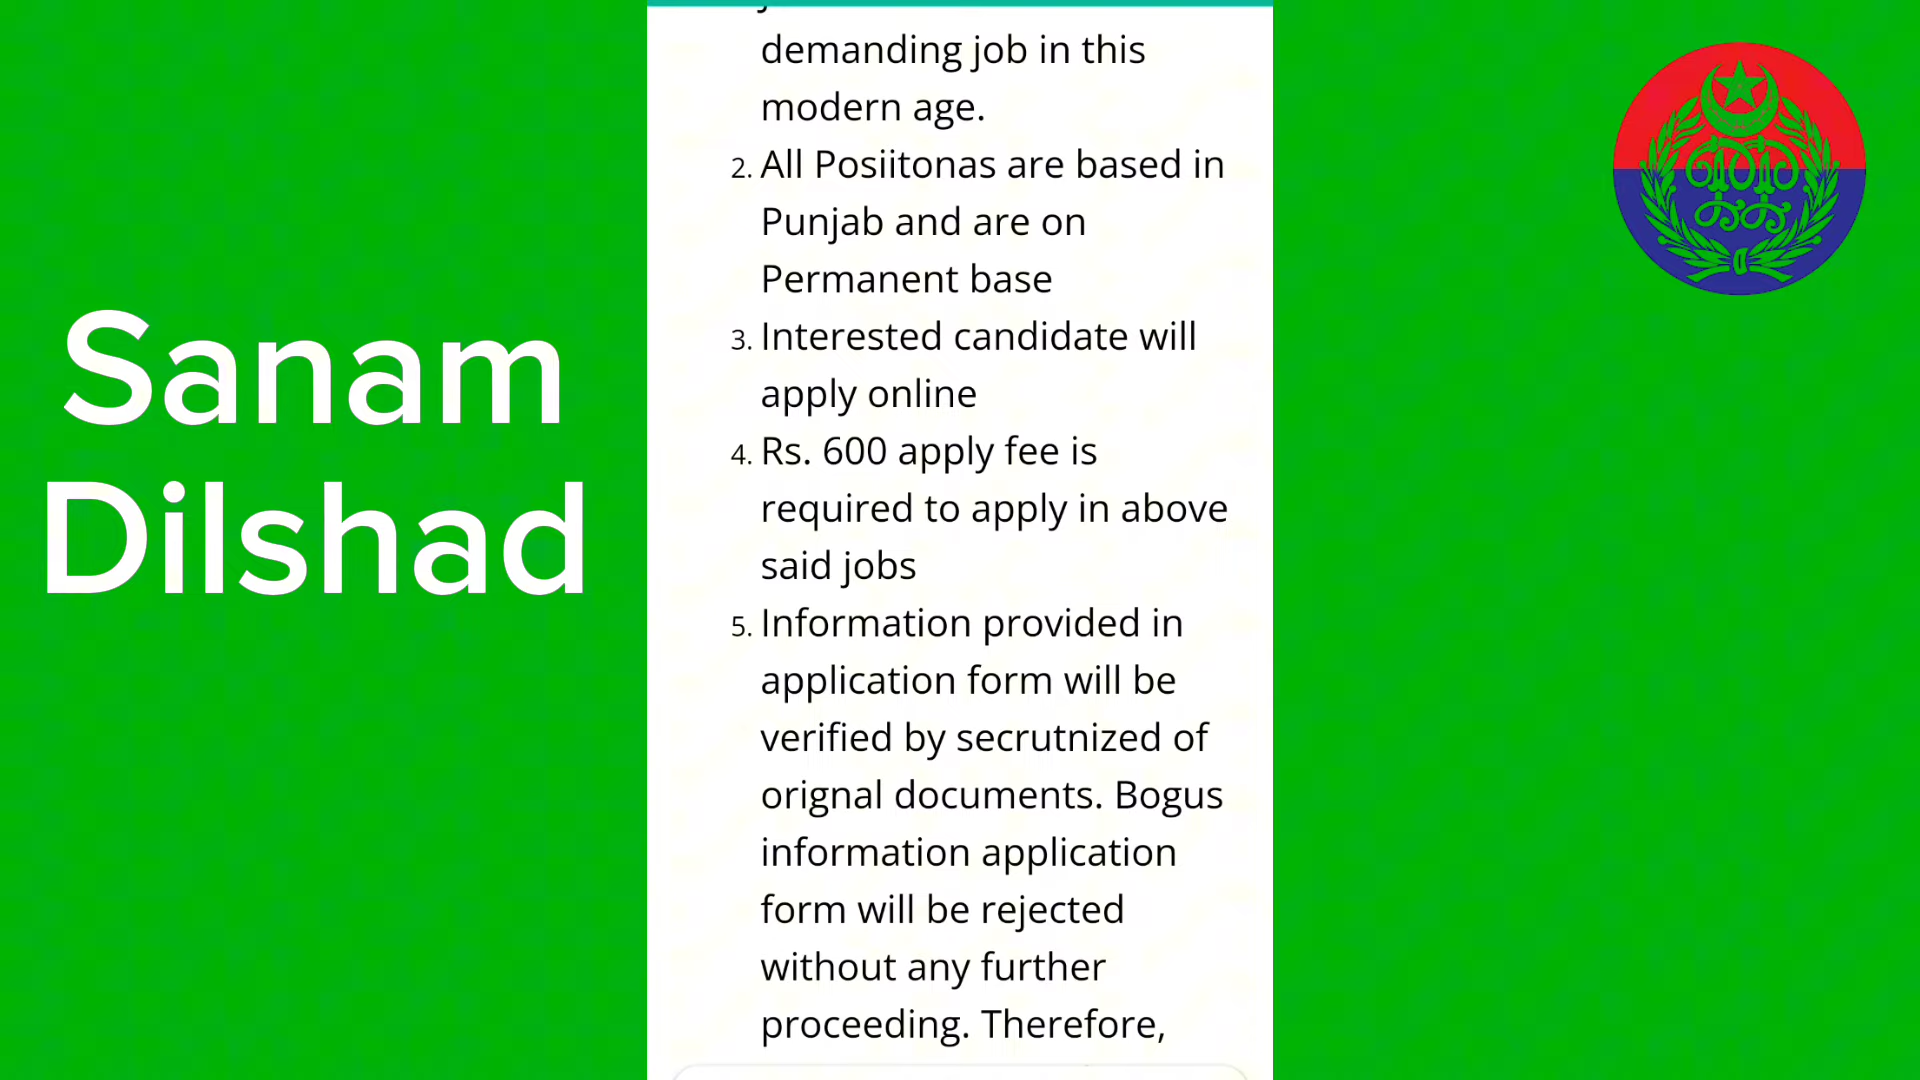 Sanam
Dilshad
demanding job in this
modern age.
2. All Posiitonas are based in
Punjab and are on
Permanent base
3. Interested candidate will
apply online
4. Rs. 600 apply fee is
required to apply in above
said jobs
5. Information provided in
application form will be
verified by secrutnized of
orignal documents. Bogus
information application
form will be rejected
without any further
proceeding. Therefore,